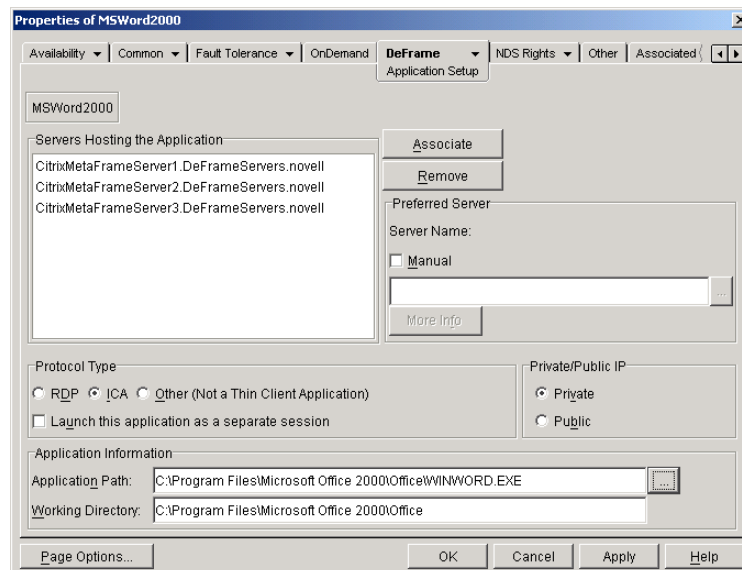 Properties of MSWord2000
Availability Common Fault Tolerance OnDemand DeFrame NDS Rights Other Associated
Application Setup
MSWord2000
Servers Hosting the Application
CitrixMetaFrameServer1.DeFrameServers.novell
CitrixMetaFrameServer2.DeFrameServers.novell
CitrixMetaFrameServer3.DeFrameServers.novell
Associate
Remove
Preferred Server
Server Name:
Manual
...
More Info
Protocol Type
RDP ICA Other (Not a Thin Client Application)
Launch this application as a separate session
Private/Public IP
Private
Public
Application Information
Application Path: C:\Program Files\Microsoft Office 2000\Office\WINWORD.EXE ...
Working Directory: C:\Program Files\Microsoft Office 2000\Office
Page Options... OK Cancel Apply Help